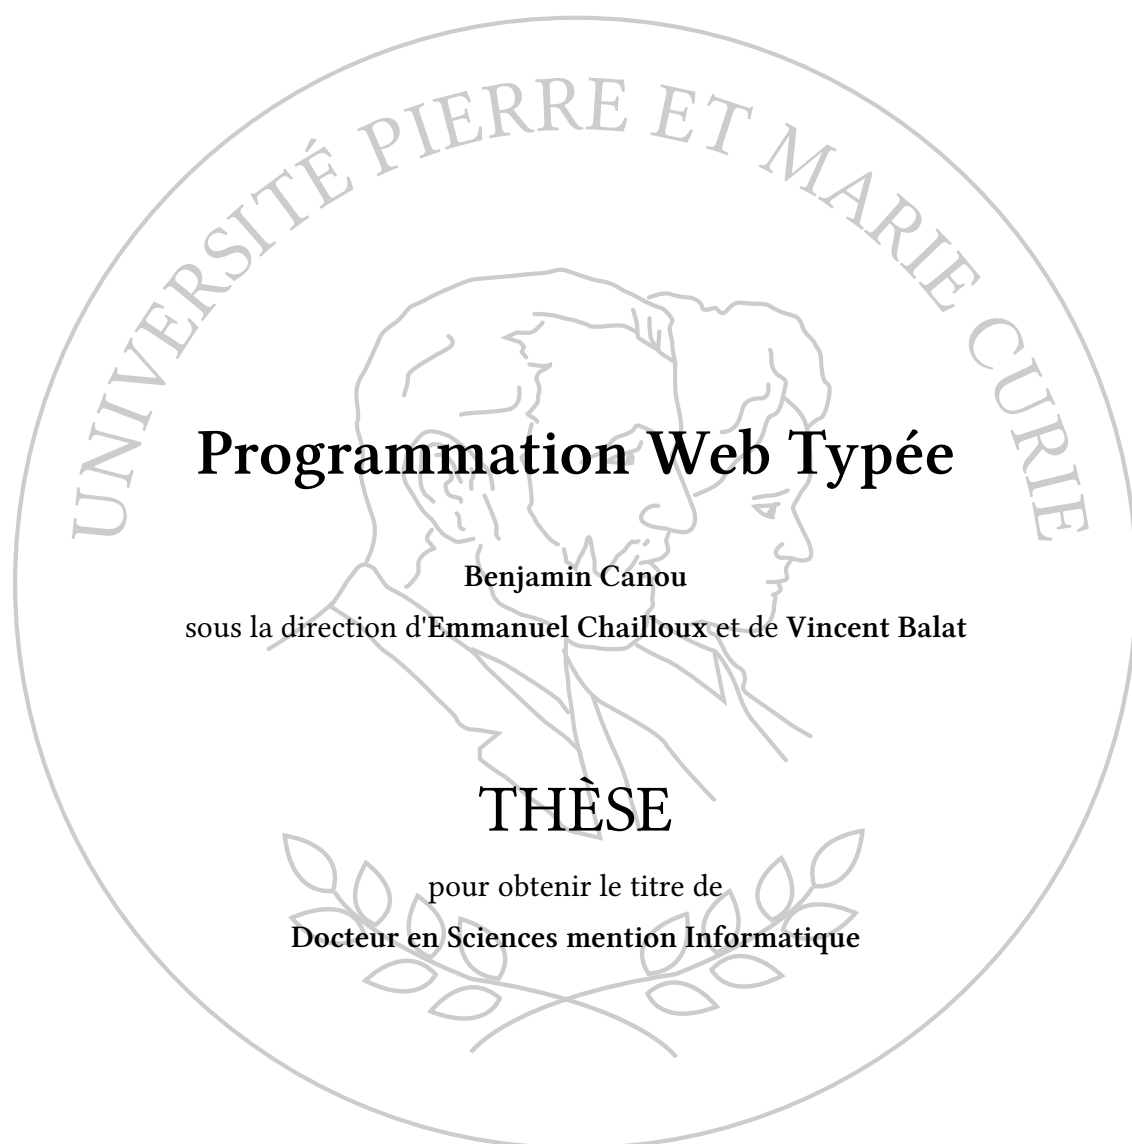 UNIVERSITÉ PIERRE ET MARIE CURIE
Programmation Web Typée
Benjamin Canou
sous la direction d'Emmanuel Chailloux et de Vincent Balat
THÈSE
pour obtenir le titre de
Docteur en Sciences mention Informatique